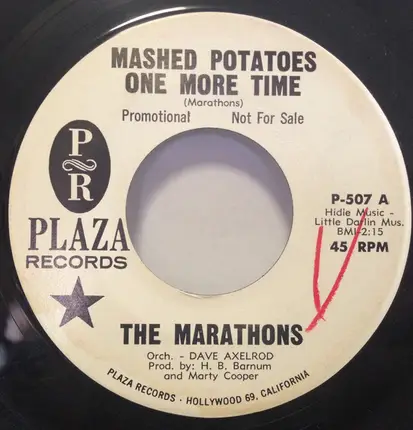 MASHED POTATOES
ONE MORE TIME
(Marathons)
Promotional Not For Sale
P
R
PLAZA
RECORDS
P-507 A
Hidie Music -
Little Darlin Mus.
BMI-2:15
45 RPM
THE MARATHONS
Orch. - DAVE AXELROD
Prod. by: H. B. Barnum
and Marty Cooper
PLAZA RECORDS · HOLLYWOOD 69, CALIFORNIA